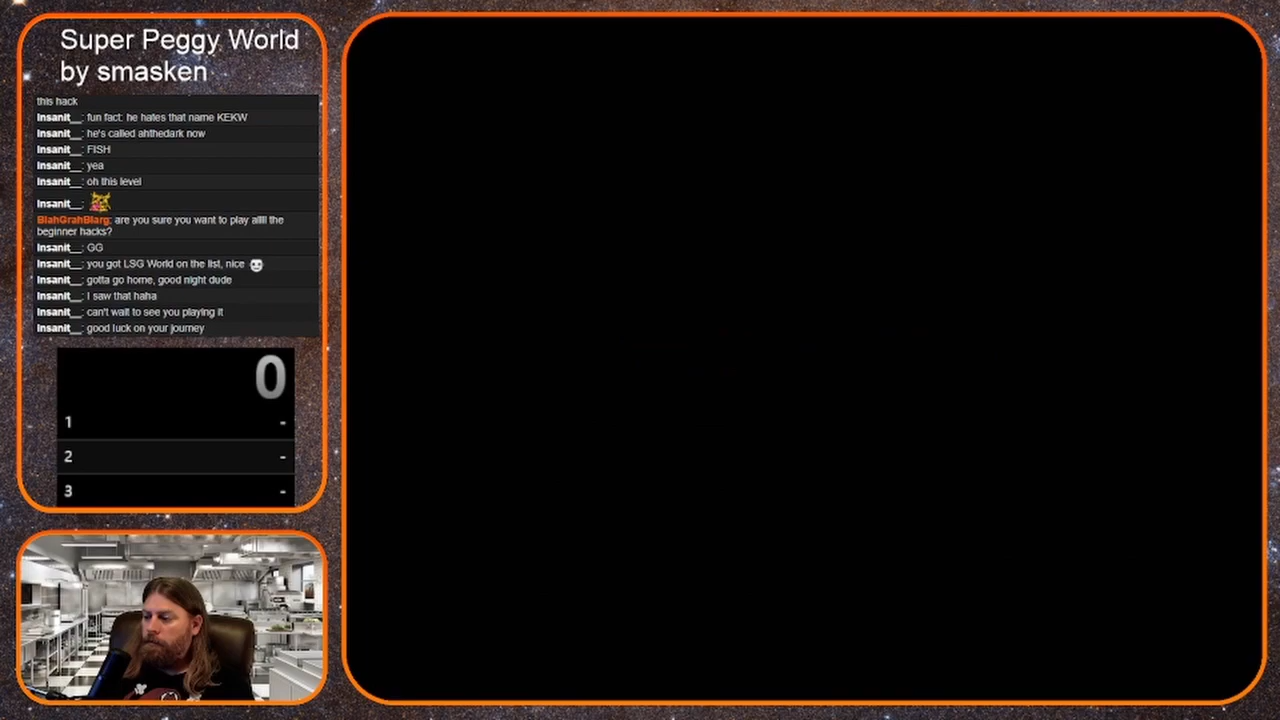 Super Peggy World
by smasken
this hack
Insanit__: fun fact: he hates that name KEKW
Insanit__: he's called ahthedark now
Insanit__: FISH
Insanit__: yea
Insanit__: oh this level
Insanit__:
BlahGrahBlarg: are you sure you want to play allll the
beginner hacks?
Insanit__: GG
Insanit__: you got LSG World on the list, nice
Insanit__: gotta go home, good night dude
Insanit__: I saw that haha
Insanit__: can't wait to see you playing it
Insanit__: good luck on your journey
0
1 -
2 -
3 -